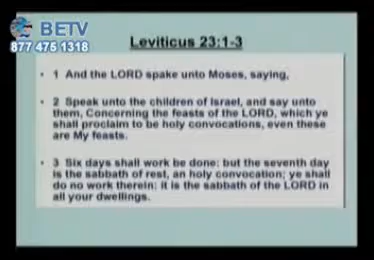 BETV
877 475 1318
Leviticus 23:1-3
• 1 And the LORD spake unto Moses, saying,
• 2 Speak unto the children of Israel, and say unto
them, Concerning the feasts of the LORD, which ye
shall proclaim to be holy convocations, even these
are My feasts.
• 3 Six days shall work be done: but the seventh day
is the sabbath of rest, an holy convocation; ye shall
do no work therein: it is the sabbath of the LORD in
all your dwellings.